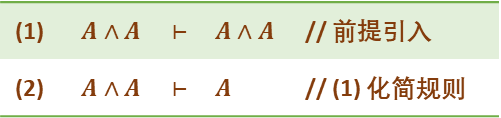 (1) A ∧ A ⊢ A ∧ A // 前提引入
(2) A ∧ A ⊢ A // (1) 化简规则